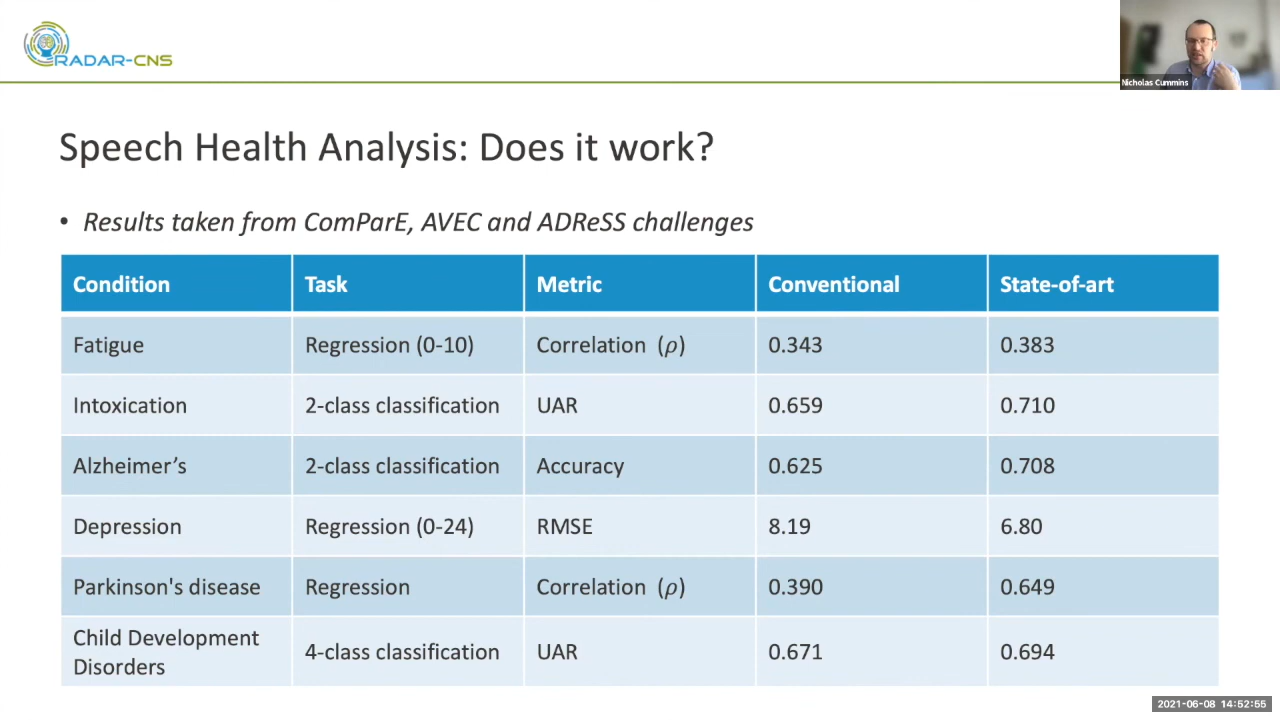 RADAR-CNS
Nicholas Cummins
Speech Health Analysis: Does it work?
• Results taken from ComParE, AVEC and ADReSS challenges
Condition Task Metric Conventional State-of-art
Fatigue Regression (0-10) Correlation (ρ) 0.343 0.383
Intoxication 2-class classification UAR 0.659 0.710
Alzheimer’s 2-class classification Accuracy 0.625 0.708
Depression Regression (0-24) RMSE 8.19 6.80
Parkinson's disease Regression Correlation (ρ) 0.390 0.649
Child Development
Disorders 4-class classification UAR 0.671 0.694
2021-06-08 14:52:55